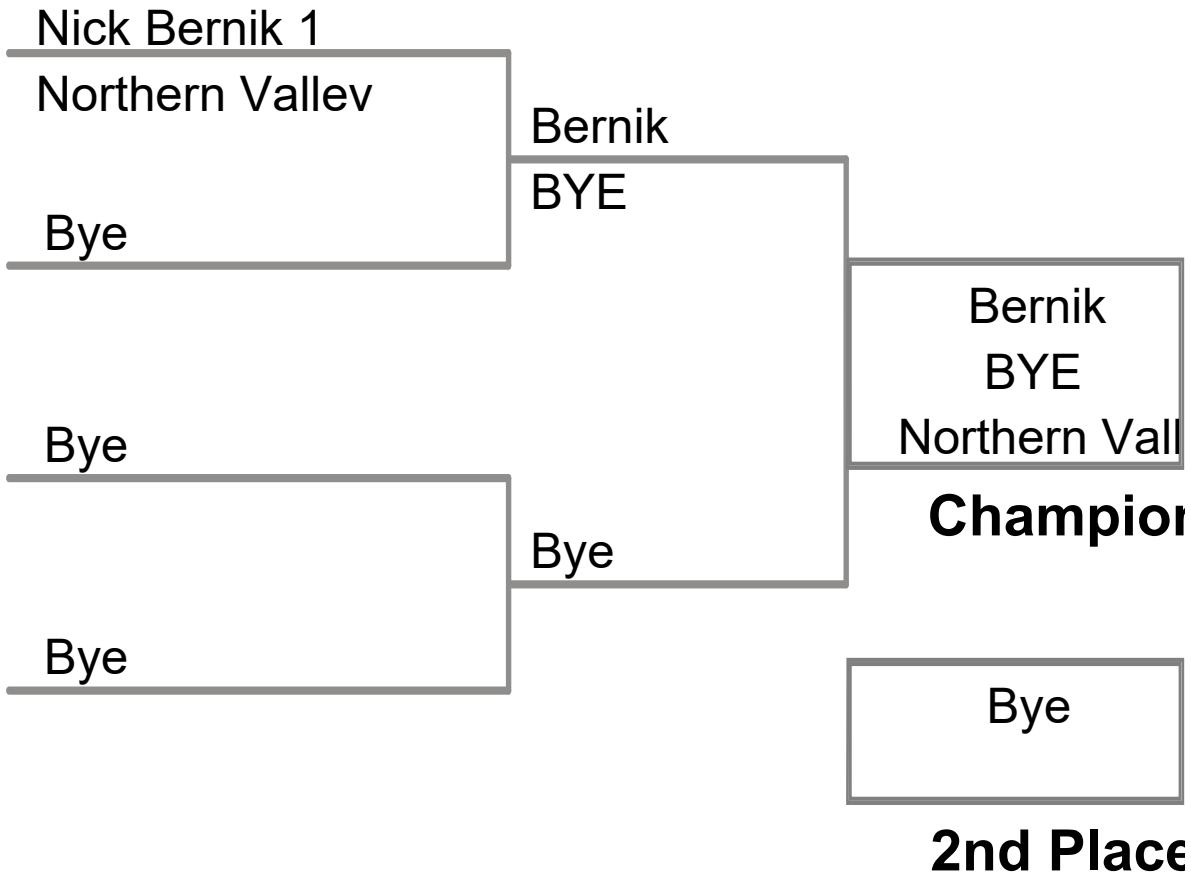 Nick Bernik 1
Northern Vallev
Bernik
BYE
Bye
Bernik
BYE
Northern Vall
Champion
Bye
Bye
Bye
Bye
2nd Place